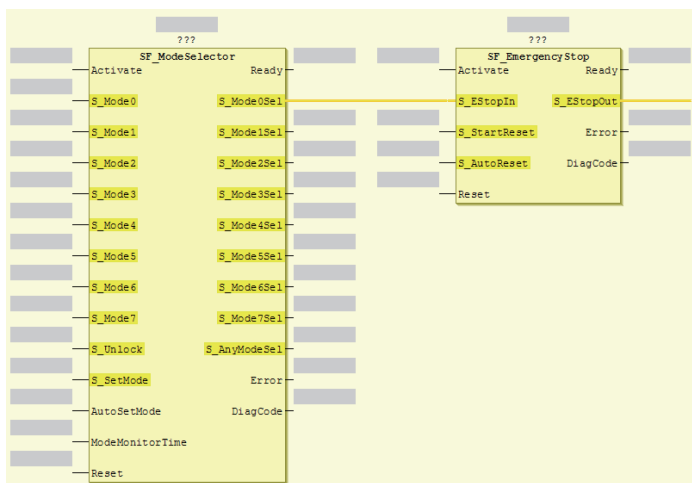 ???
SF_ModeSelector
Activate Ready
S_Mode0 S_Mode0Sel
S_Mode1 S_Mode1Sel
S_Mode2 S_Mode2Sel
S_Mode3 S_Mode3Sel
S_Mode4 S_Mode4Sel
S_Mode5 S_Mode5Sel
S_Mode6 S_Mode6Sel
S_Mode7 S_Mode7Sel
S_Unlock S_AnyModeSel
S_SetMode Error
AutoSetMode DiagCode
ModeMonitorTime
Reset
???
SF_EmergencyStop
Activate Ready
S_EStopIn S_EStopOut
S_StartReset Error
S_AutoReset DiagCode
Reset